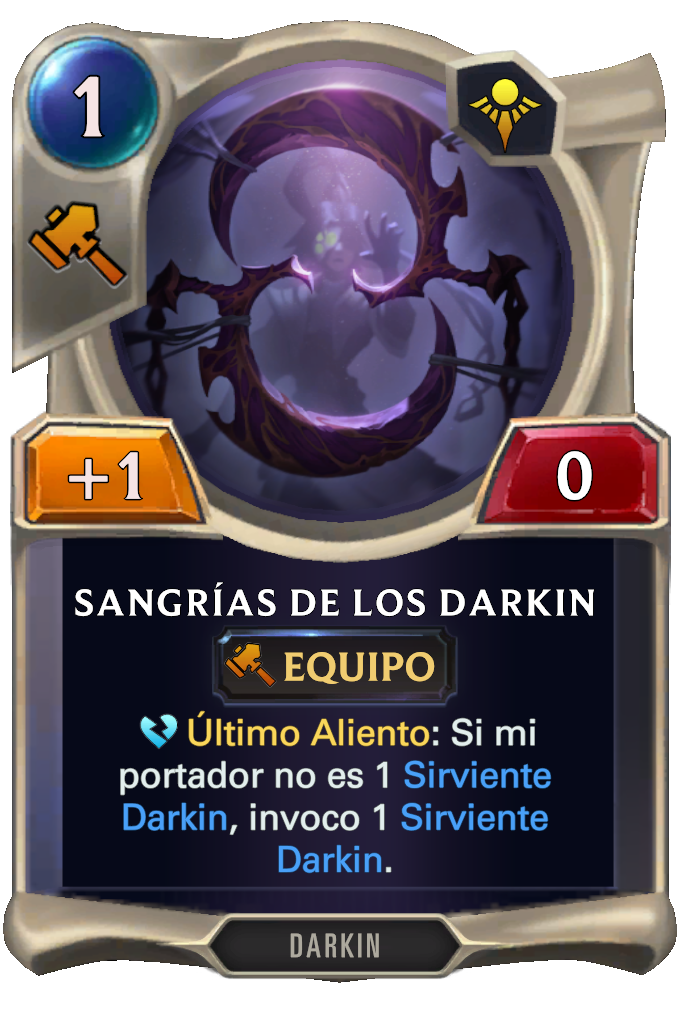 1
+1
0
SANGRÍAS DE LOS DARKIN
EQUIPO
Último Aliento: Si mi
portador no es 1 Sirviente
Darkin, invoco 1 Sirviente
Darkin.
DARKIN